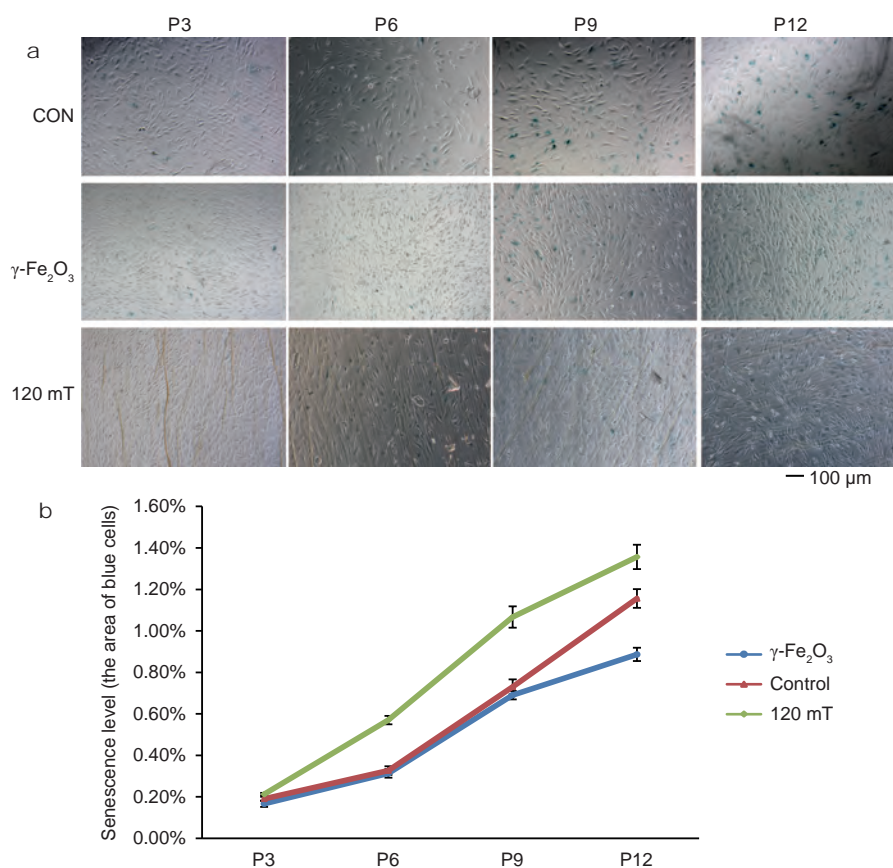 P3 P6 P9 P12
a
CON
γ-Fe₂O₃
120 mT
100 µm
b
Senescence level (the area of blue cells)
1.60%
1.40%
1.20%
1.00%
0.80%
0.60%
0.40%
0.20%
0.00%
P3 P6 P9 P12
γ-Fe₂O₃
Control
120 mT